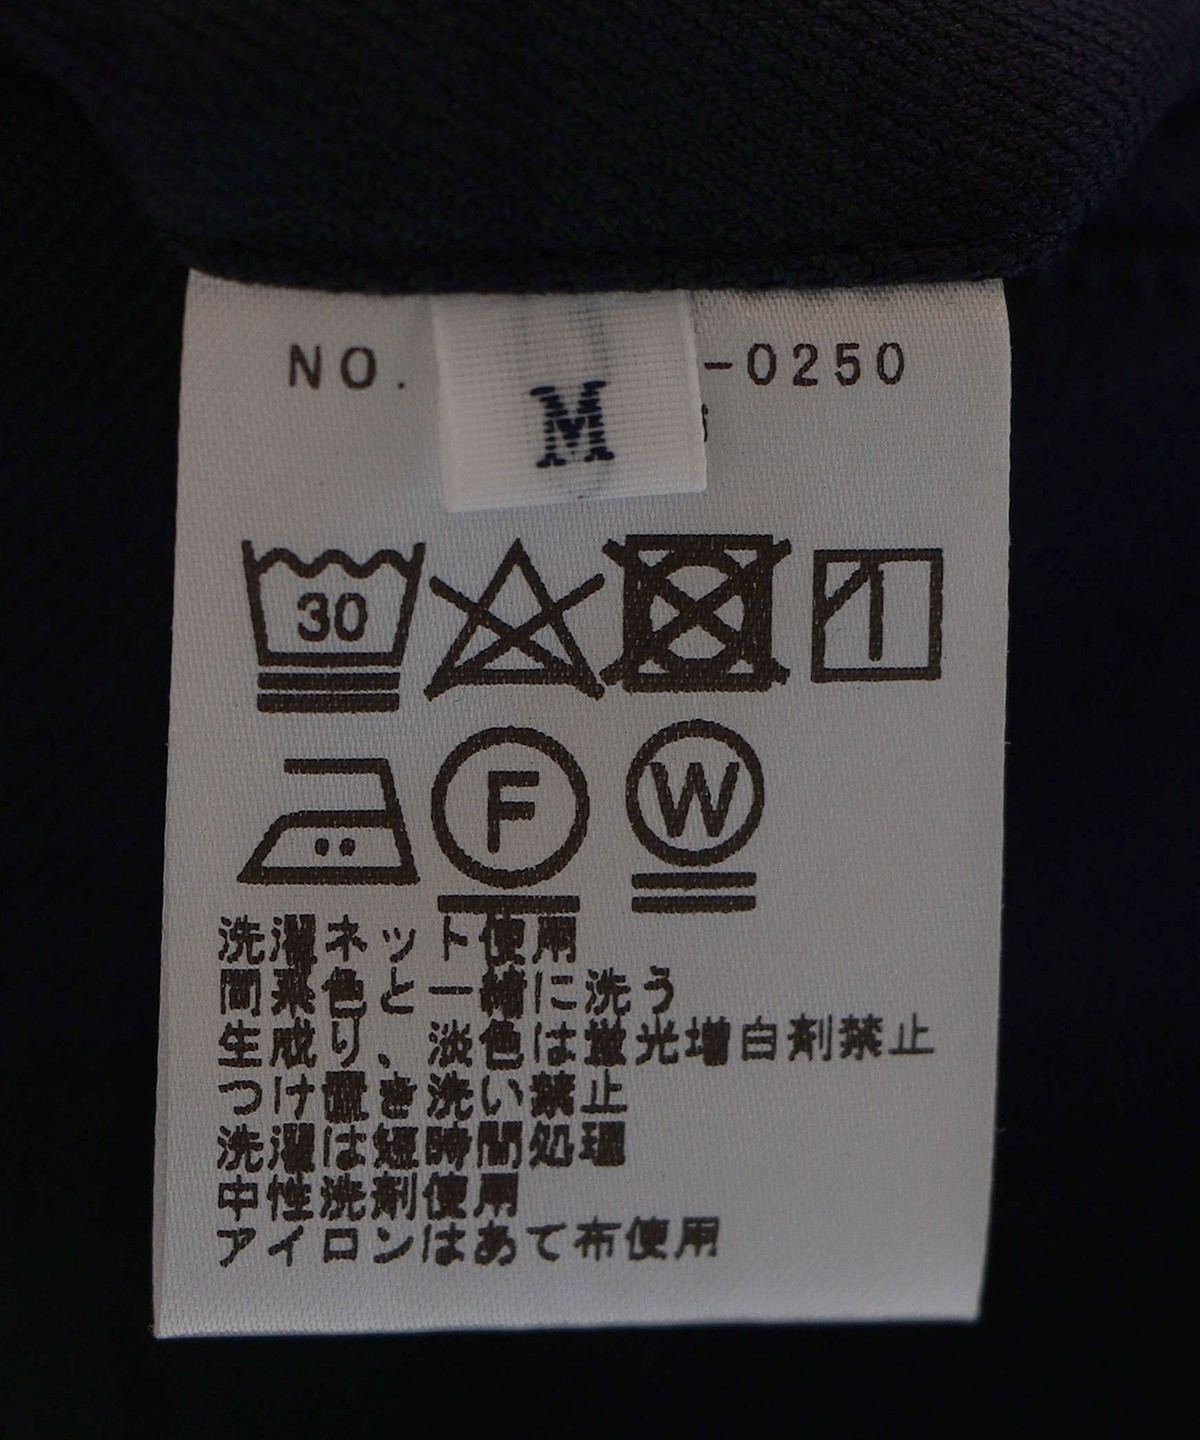 NO. -0250
M
30
F
W
洗濯ネット使用
同系色と一緒に洗う
生成り、淡色は蛍光増白剤禁止
つけ置き洗い禁止
洗濯は短時間処理
中性洗剤使用
アイロンはあて布使用